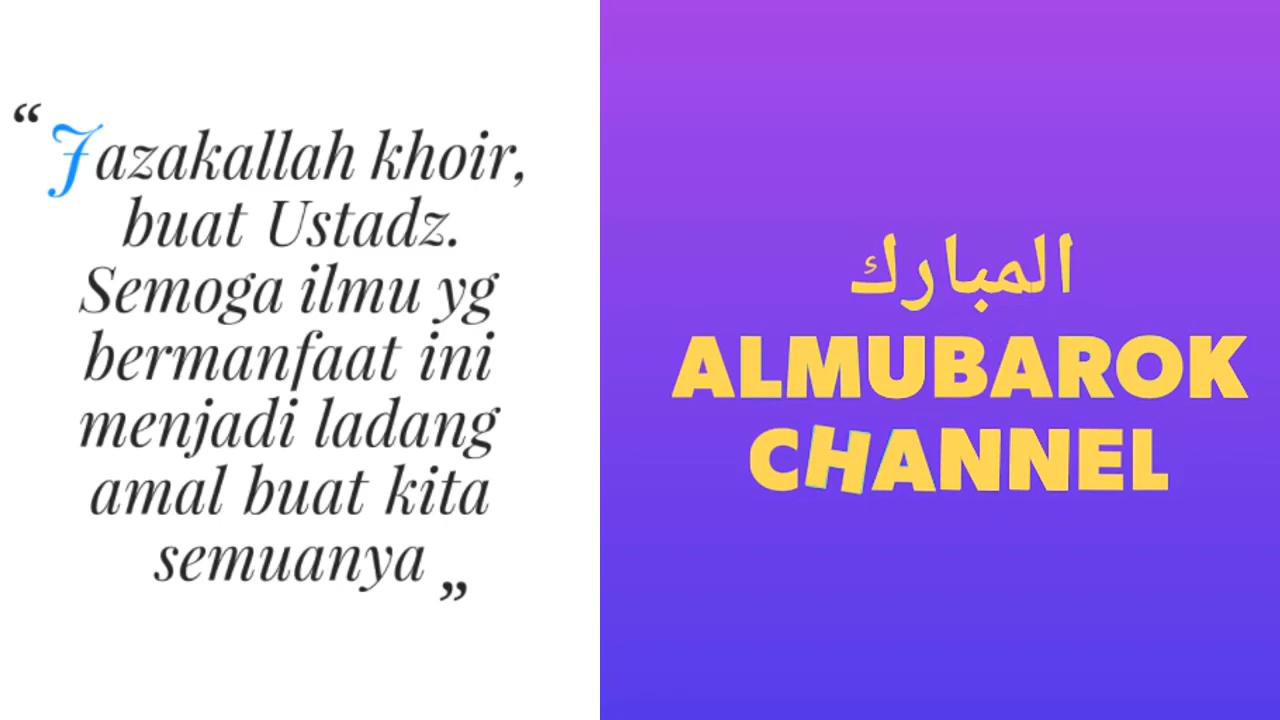 “Jazakallah khoir,
buat Ustadz.
Semoga ilmu yg
bermanfaat ini
menjadi ladang
amal buat kita
semuanya”
المبارك
ALMUBAROK
CHANNEL